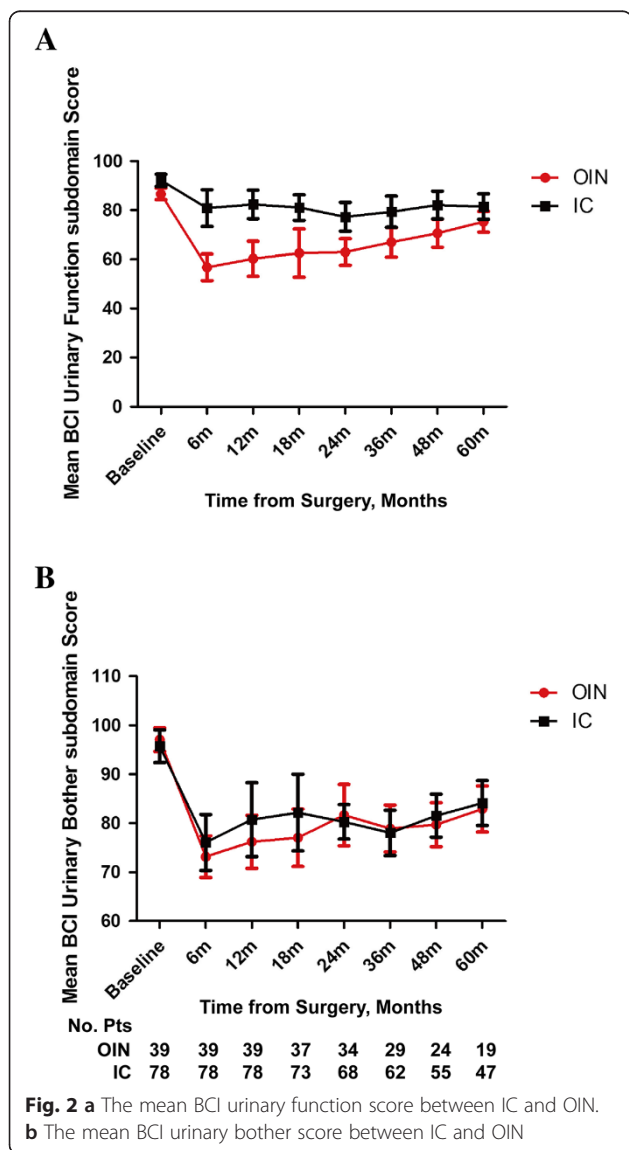 A
Mean BCI Urinary Function subdomain Score
100
80
60
40
20
0
OIN
IC
Baseline
6m
12m
18m
24m
36m
48m
60m
Time from Surgery, Months
B
Mean BCI Urinary Bother subdomain Score
110
100
90
80
70
60
OIN
IC
Baseline
6m
12m
18m
24m
36m
48m
60m
Time from Surgery, Months
No. Pts
OIN 39 39 39 37 34 29 24 19
IC 78 78 78 73 68 62 55 47
Fig. 2 a The mean BCI urinary function score between IC and OIN.
b The mean BCI urinary bother score between IC and OIN